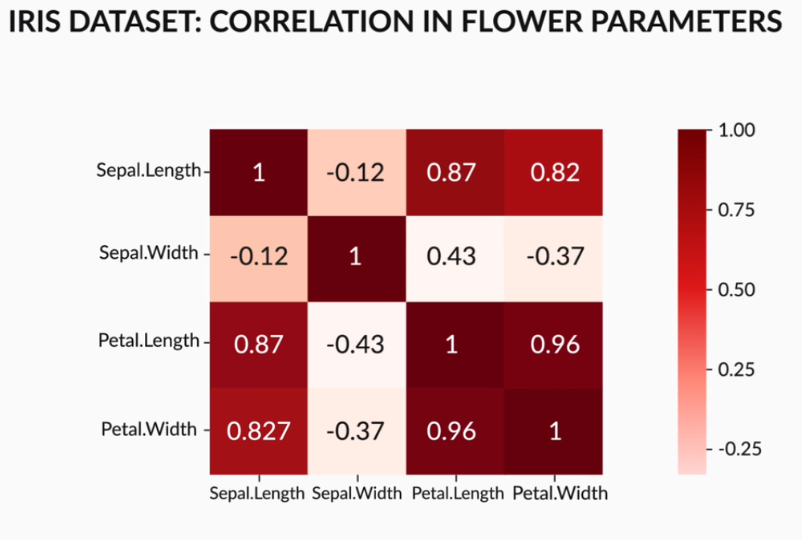 IRIS DATASET: CORRELATION IN FLOWER PARAMETERS
1.00
Sepal.Length 1 -0.12 0.87 0.82
0.75
Sepal.Width -0.12 1 0.43 -0.37
0.50
Petal.Length 0.87 -0.43 1 0.96
0.25
Petal.Width 0.827 -0.37 0.96 1
-0.25
Sepal.Length Sepal.Width Petal.Length Petal.Width